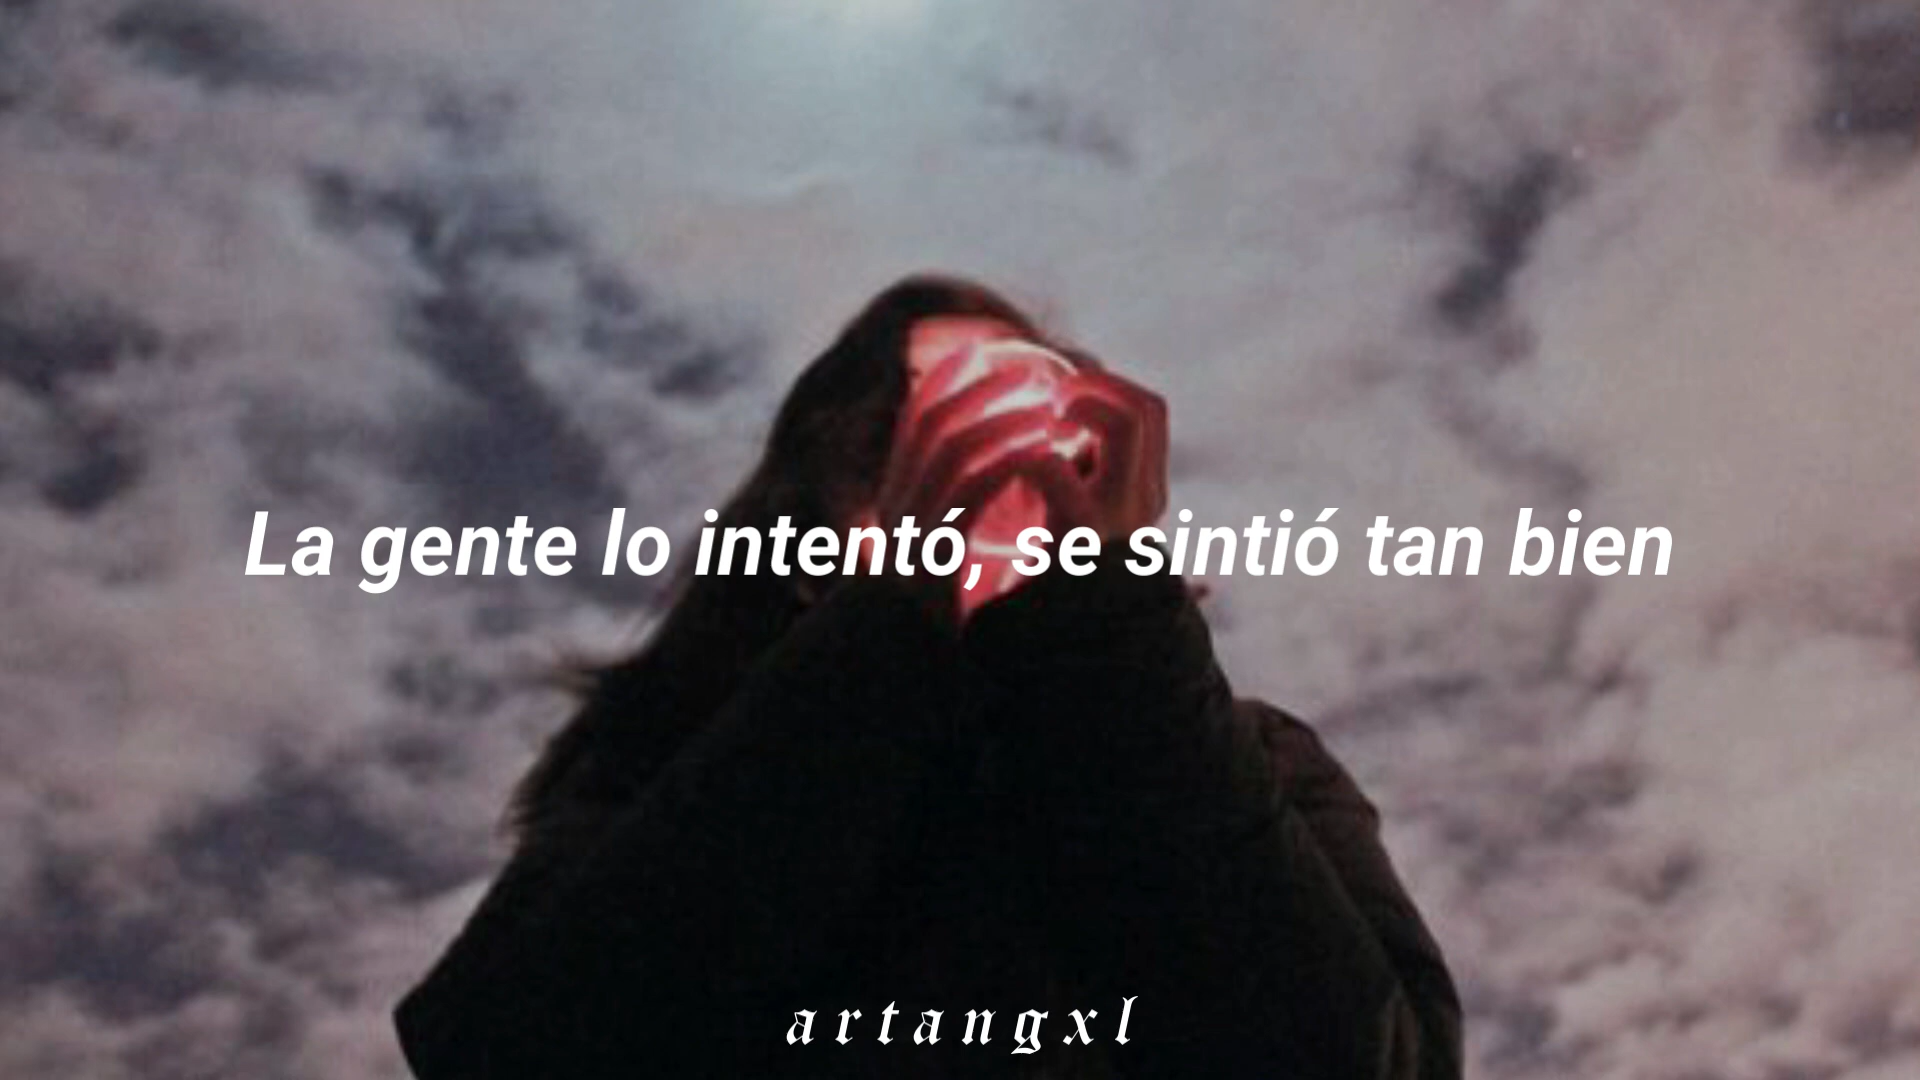 La gente lo intentó, se sintió tan bien
artangxl